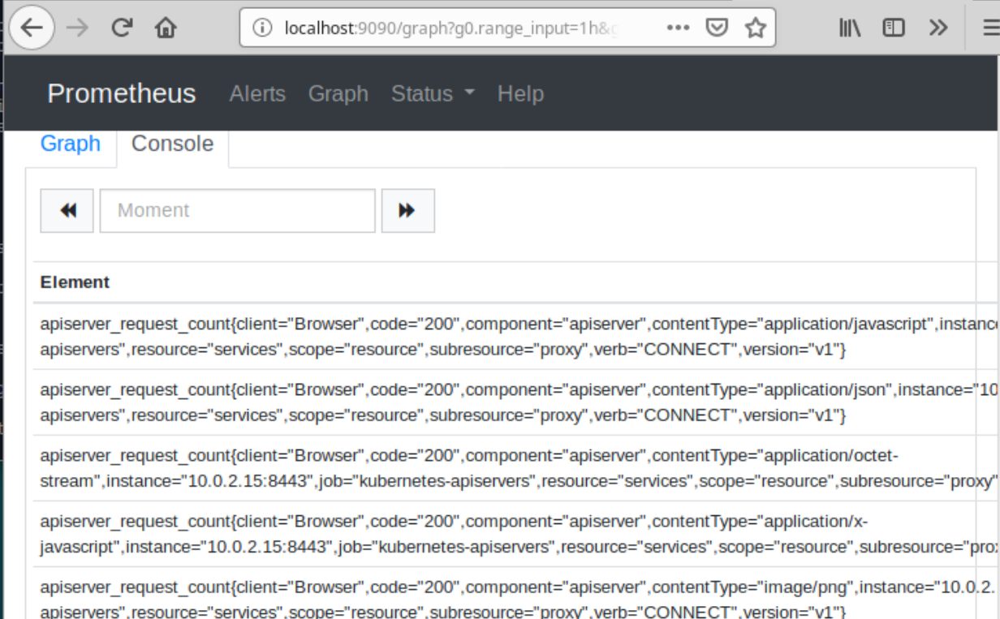 localhost:9090/graph?g0.range_input=1h&
Prometheus Alerts Graph Status Help
Graph Console
Moment
Element
apiserver_request_count{client="Browser",code="200",component="apiserver",contentType="application/javascript",instance
apiservers",resource="services",scope="resource",subresource="proxy",verb="CONNECT",version="v1"}
apiserver_request_count{client="Browser",code="200",component="apiserver",contentType="application/json",instance="10
apiservers",resource="services",scope="resource",subresource="proxy",verb="CONNECT",version="v1"}
apiserver_request_count{client="Browser",code="200",component="apiserver",contentType="application/octet-
stream",instance="10.0.2.15:8443",job="kubernetes-apiservers",resource="services",scope="resource",subresource="proxy"
apiserver_request_count{client="Browser",code="200",component="apiserver",contentType="application/x-
javascript",instance="10.0.2.15:8443",job="kubernetes-apiservers",resource="services",scope="resource",subresource="pro
apiserver_request_count{client="Browser",code="200",component="apiserver",contentType="image/png",instance="10.0.2.
apiservers",resource="services",scope="resource",subresource="proxy",verb="CONNECT",version="v1"}